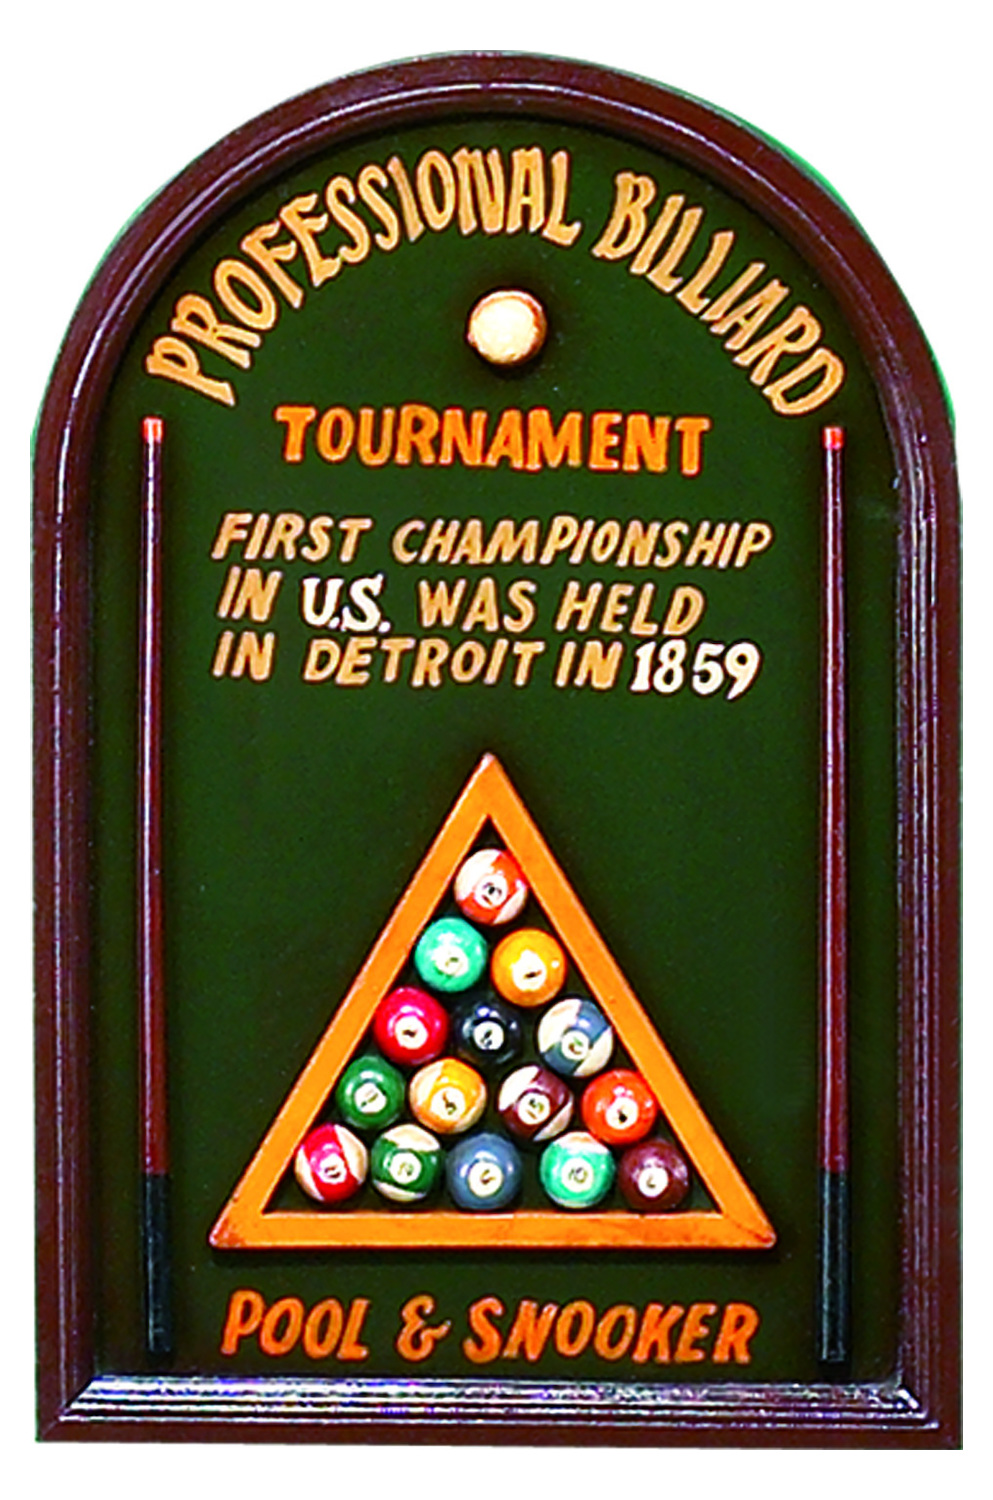 PROFESSIONAL BILLIARD
TOURNAMENT
FIRST CHAMPIONSHIP
IN U.S. WAS HELD
IN DETROIT IN 1859
POOL & SNOOKER